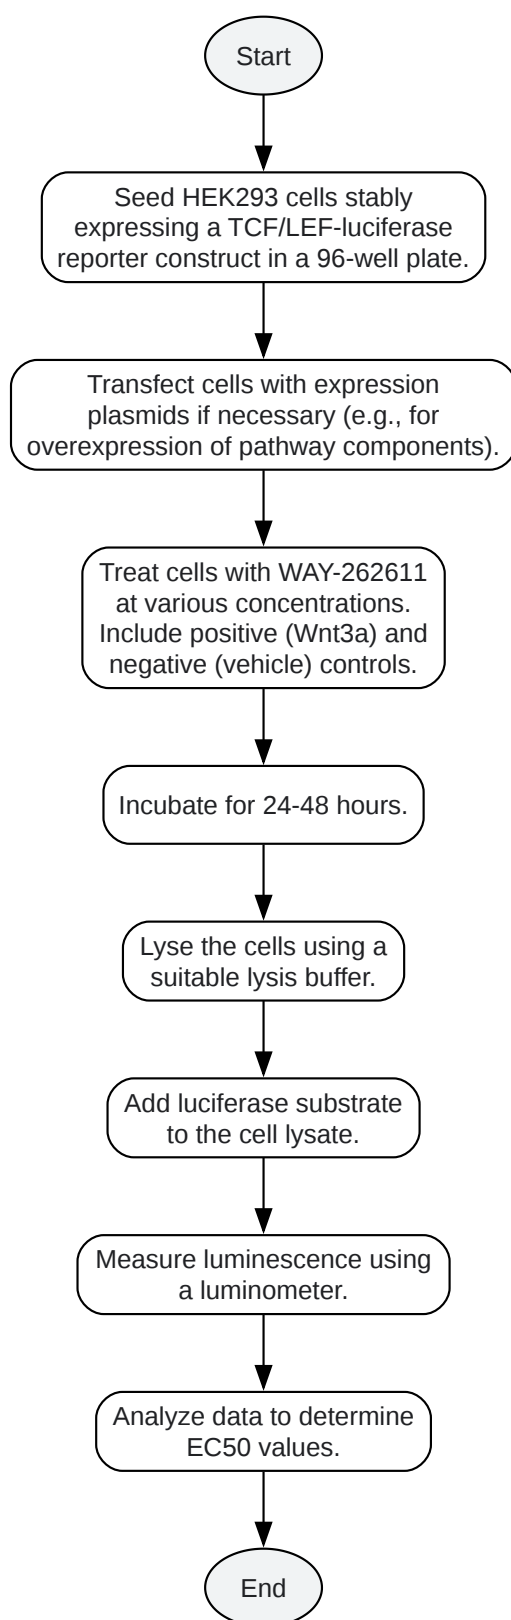 Start
Seed HEK293 cells stably
expressing a TCF/LEF-luciferase
reporter construct in a 96-well plate.
Transfect cells with expression
plasmids if necessary (e.g., for
overexpression of pathway components).
Treat cells with WAY-262611
at various concentrations.
Include positive (Wnt3a) and
negative (vehicle) controls.
Incubate for 24-48 hours.
Lyse the cells using a
suitable lysis buffer.
Add luciferase substrate
to the cell lysate.
Measure luminescence using
a luminometer.
Analyze data to determine
EC50 values.
End